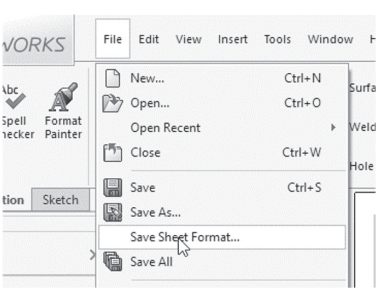 WORKS
File Edit View Insert Tools Window
Abc
Spell
Format
Painter
Surfa
Weld
Hole
tion Sketch
New... Ctrl+N
Open... Ctrl+O
Open Recent
Close Ctrl+W
Save Ctrl+S
Save As...
Save Sheet Format...
Save All